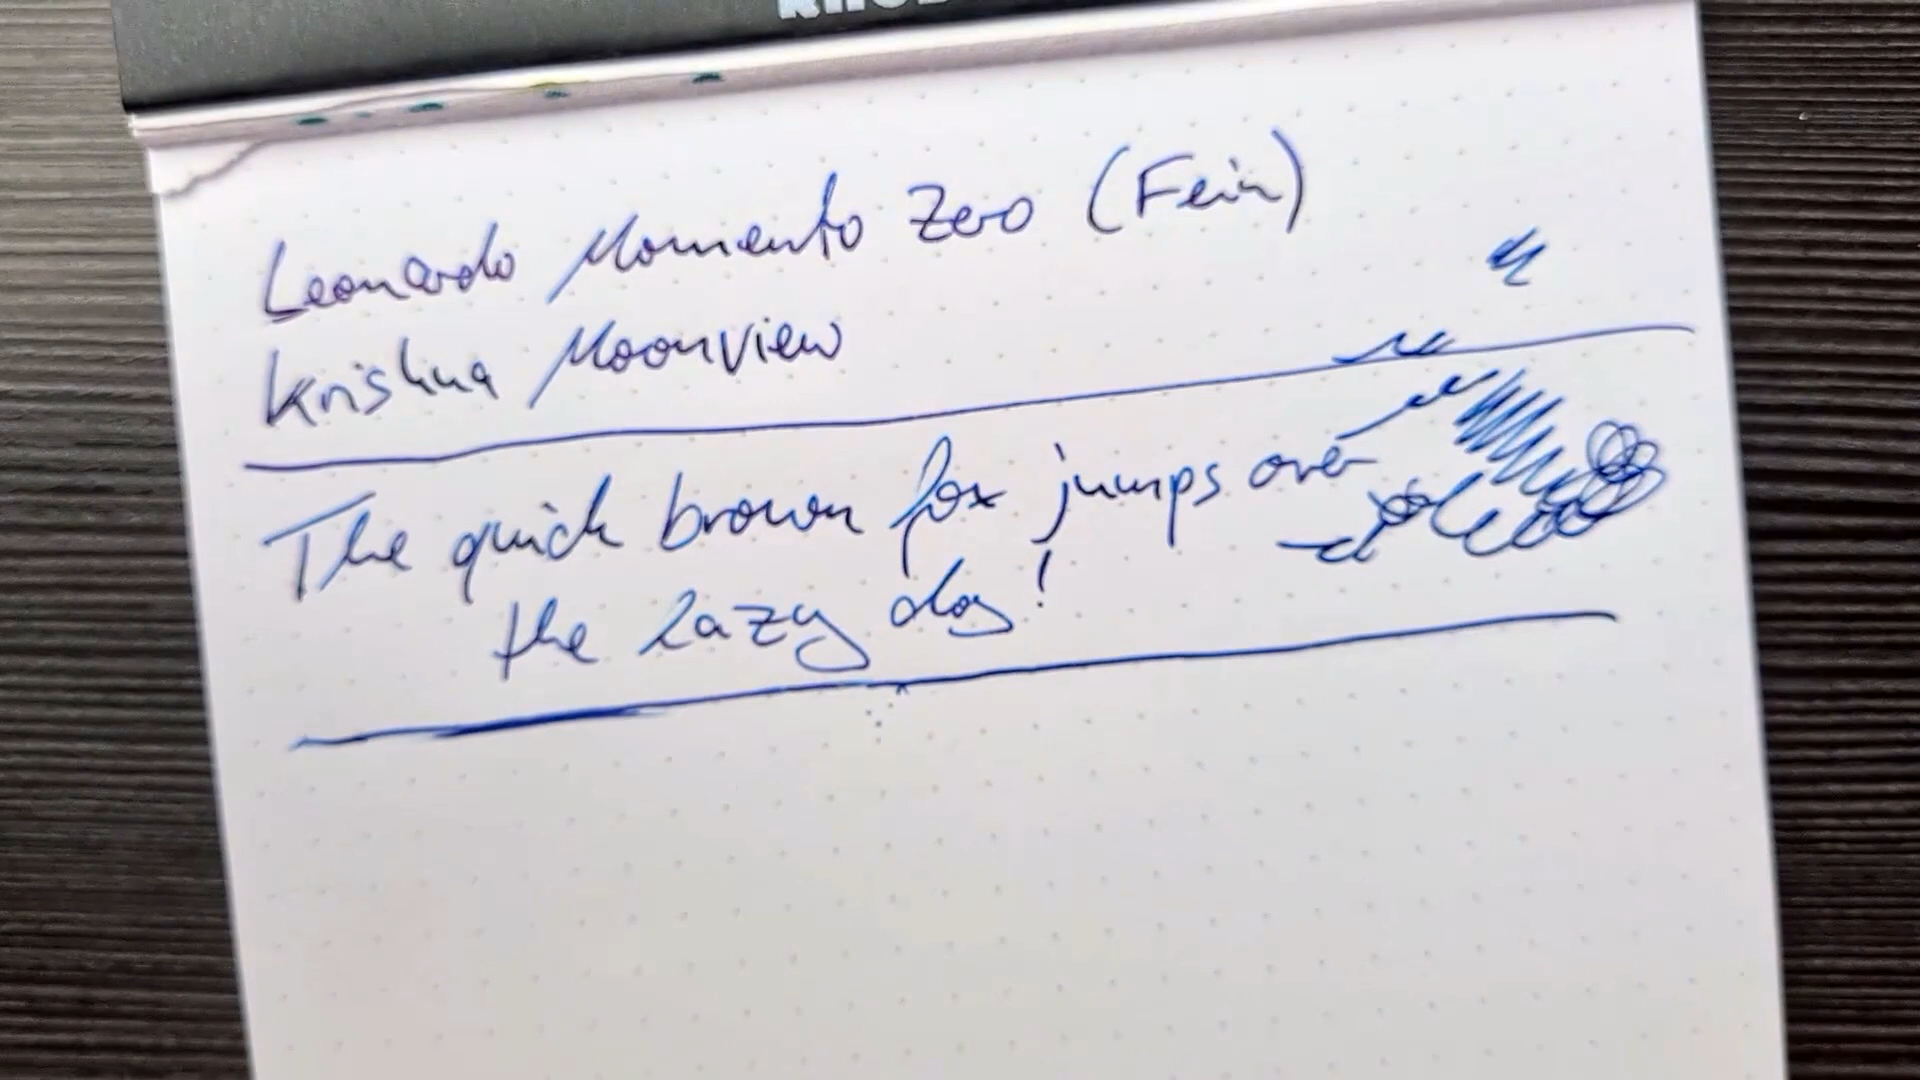 Leonardo Momento Zero (Fein)
Krishna Moonview
The quick brown fox jumps over
the lazy dog!